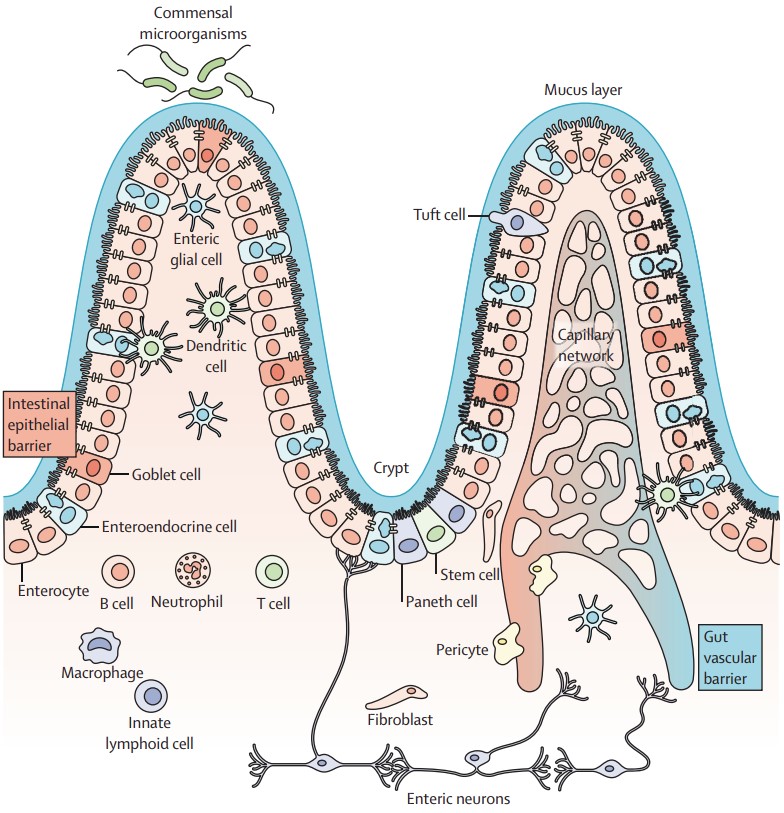 Commensal
microorganisms
Mucus layer
Tuft cell
Enteric
glial cell
Dendritic
cell
Capillary
network
Intestinal
epithelial
barrier
Crypt
Goblet cell
Enteroendocrine cell
Enterocyte
B cell
Neutrophil
T cell
Stem cell
Paneth cell
Macrophage
Innate
lymphoid cell
Pericyte
Gut
vascular
barrier
Fibroblast
Enteric neurons